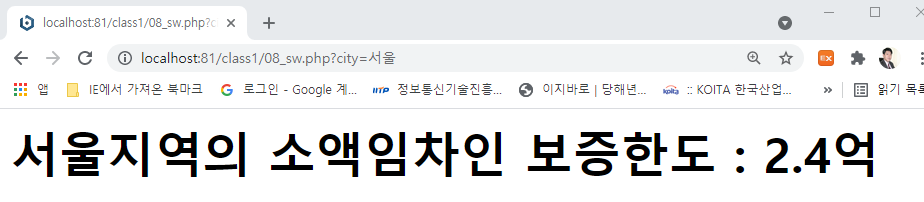 localhost:81/class1/08_sw.php?c
localhost:81/class1/08_sw.php?city=서울
앱 IE에서 가져온 북마크 로그인 - Google 계... IITP 정보통신기술진흥... 이지바로 | 당해년... koita :: KOITA 한국산업... » 읽기 목록
서울지역의 소액임차인 보증한도 : 2.4억